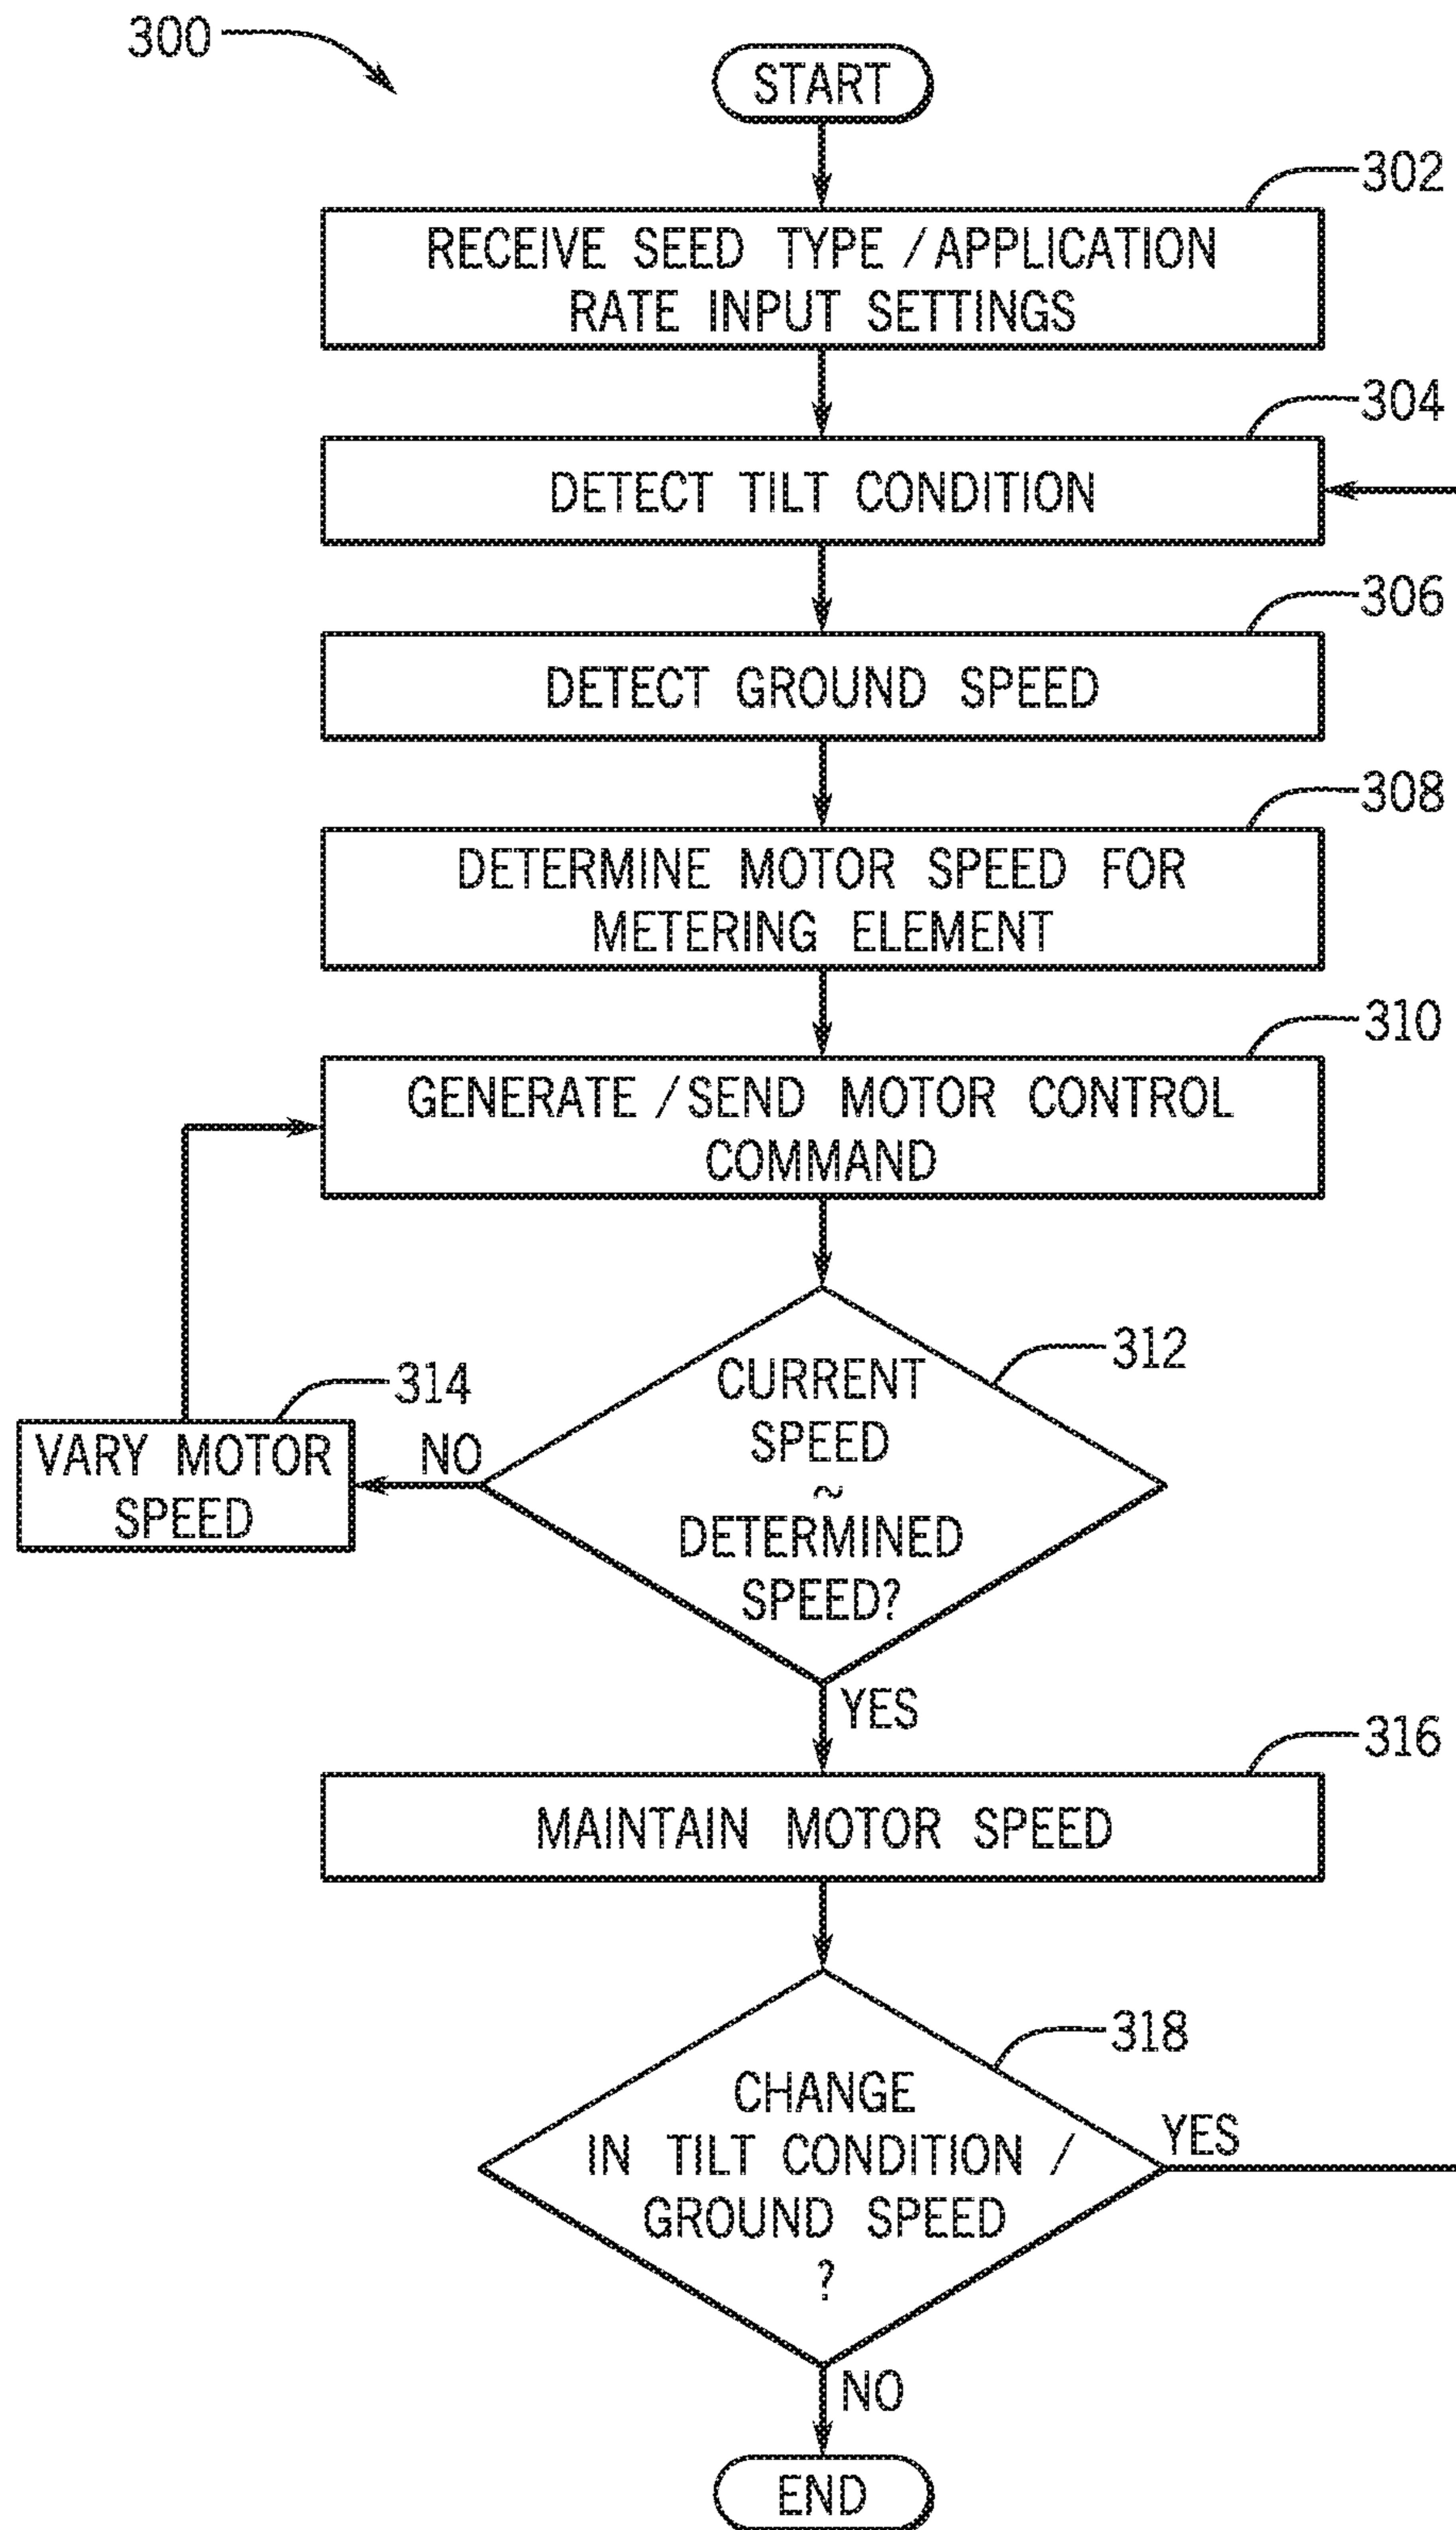 300
START
302
RECEIVE SEED TYPE / APPLICATION
RATE INPUT SETTINGS
304
DETECT TILT CONDITION
306
DETECT GROUND SPEED
308
DETERMINE MOTOR SPEED FOR
METERING ELEMENT
310
GENERATE / SEND MOTOR CONTROL
COMMAND
312
CURRENT
SPEED
~
DETERMINED
SPEED?
314
VARY MOTOR
SPEED
NO
YES
316
MAINTAIN MOTOR SPEED
318
CHANGE
IN TILT CONDITION /
GROUND SPEED
?
YES
NO
END